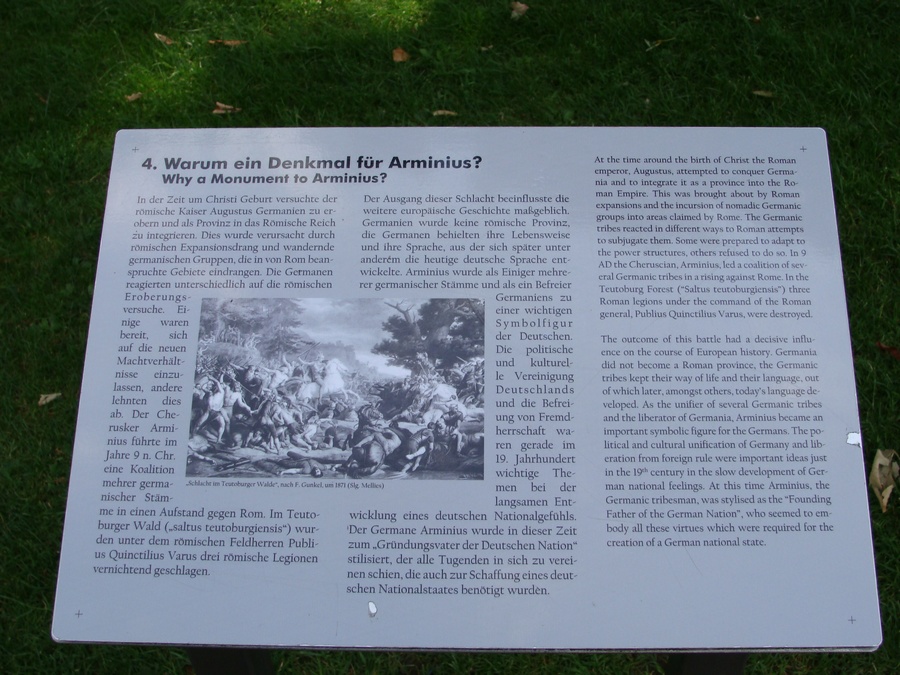 4. Warum ein Denkmal für Arminius?
Why a Monument to Arminius?
In der Zeit um Christi Geburt versuchte der
römische Kaiser Augustus Germanien zu er-
obern und als Provinz in das Römische Reich
zu integrieren. Dies wurde verursacht durch
römischen Expansionsdrang und wandernde
germanischen Gruppen, die in von Rom bean-
spruchte Gebiete eindrangen. Die Germanen
reagierten unterschiedlich auf die römischen
Eroberungs-
versuche. Ei-
nige waren
bereit, sich
auf die neuen
Machtverhält-
nisse einzu-
lassen, andere
lehnten dies
ab. Der Che-
rusker Armi-
nius führte im
Jahre 9 n. Chr.
eine Koalition
mehrer germa-
nischer Stäm-
me in einen Aufstand gegen Rom. Im Teuto-
burger Wald („saltus teutoburgiensis“) wur-
den unter dem römischen Feldherren Publi-
us Quinctilius Varus drei römische Legionen
vernichtend geschlagen.
„Schlacht im Teutoburger Walde“, nach F. Gunkel, um 1871 (Slg. Mellies)
Der Ausgang dieser Schlacht beeinflusste die
weitere europäische Geschichte maßgeblich.
Germanien wurde keine römische Provinz,
die Germanen behielten ihre Lebensweise
und ihre Sprache, aus der sich später unter
anderem die heutige deutsche Sprache ent-
wickelte. Arminius wurde als Einiger mehre-
rer germanischer Stämme und als ein Befreier
Germaniens zu
einer wichtigen
Symbolfigur
der Deutschen.
Die politische
und kulturel-
le Vereinigung
Deutschlands
und die Befrei-
ung von Fremd-
herrschaft wa-
ren gerade im
19. Jahrhundert
wichtige The-
men bei der
langsamen Ent-
wicklung eines deutschen Nationalgefühls.
Der Germane Arminius wurde in dieser Zeit
zum „Gründungsvater der Deutschen Nation“
stilisiert, der alle Tugenden in sich zu verei-
nen schien, die auch zur Schaffung eines deut-
schen Nationalstaates benötigt wurden.
At the time around the birth of Christ the Roman
emperor, Augustus, attempted to conquer Germa-
nia and to integrate it as a province into the Ro-
man Empire. This was brought about by Roman
expansions and the incursion of nomadic Germanic
groups into areas claimed by Rome. The Germanic
tribes reacted in different ways to Roman attempts
to subjugate them. Some were prepared to adapt to
the power structures, others refused to do so. In 9
AD the Cheruscian, Arminius, led a coalition of sev-
eral Germanic tribes in a rising against Rome. In the
Teutoburg Forest (“Saltus teutoburgiensis”) three
Roman legions under the command of the Roman
general, Publius Quinctilius Varus, were destroyed.
The outcome of this battle had a decisive influ-
ence on the course of European history. Germania
did not become a Roman province, the Germanic
tribes kept their way of life and their language, out
of which later, amongst others, today's language de-
veloped. As the unifier of several Germanic tribes
and the liberator of Germania, Arminius became an
important symbolic figure for the Germans. The po-
litical and cultural unification of Germany and lib-
eration from foreign rule were important ideas just
in the 19th century in the slow development of Ger-
man national feelings. At this time Arminius, the
Germanic tribesman, was stylised as the “Founding
Father of the German Nation”, who seemed to em-
body all these virtues which were required for the
creation of a German national state.